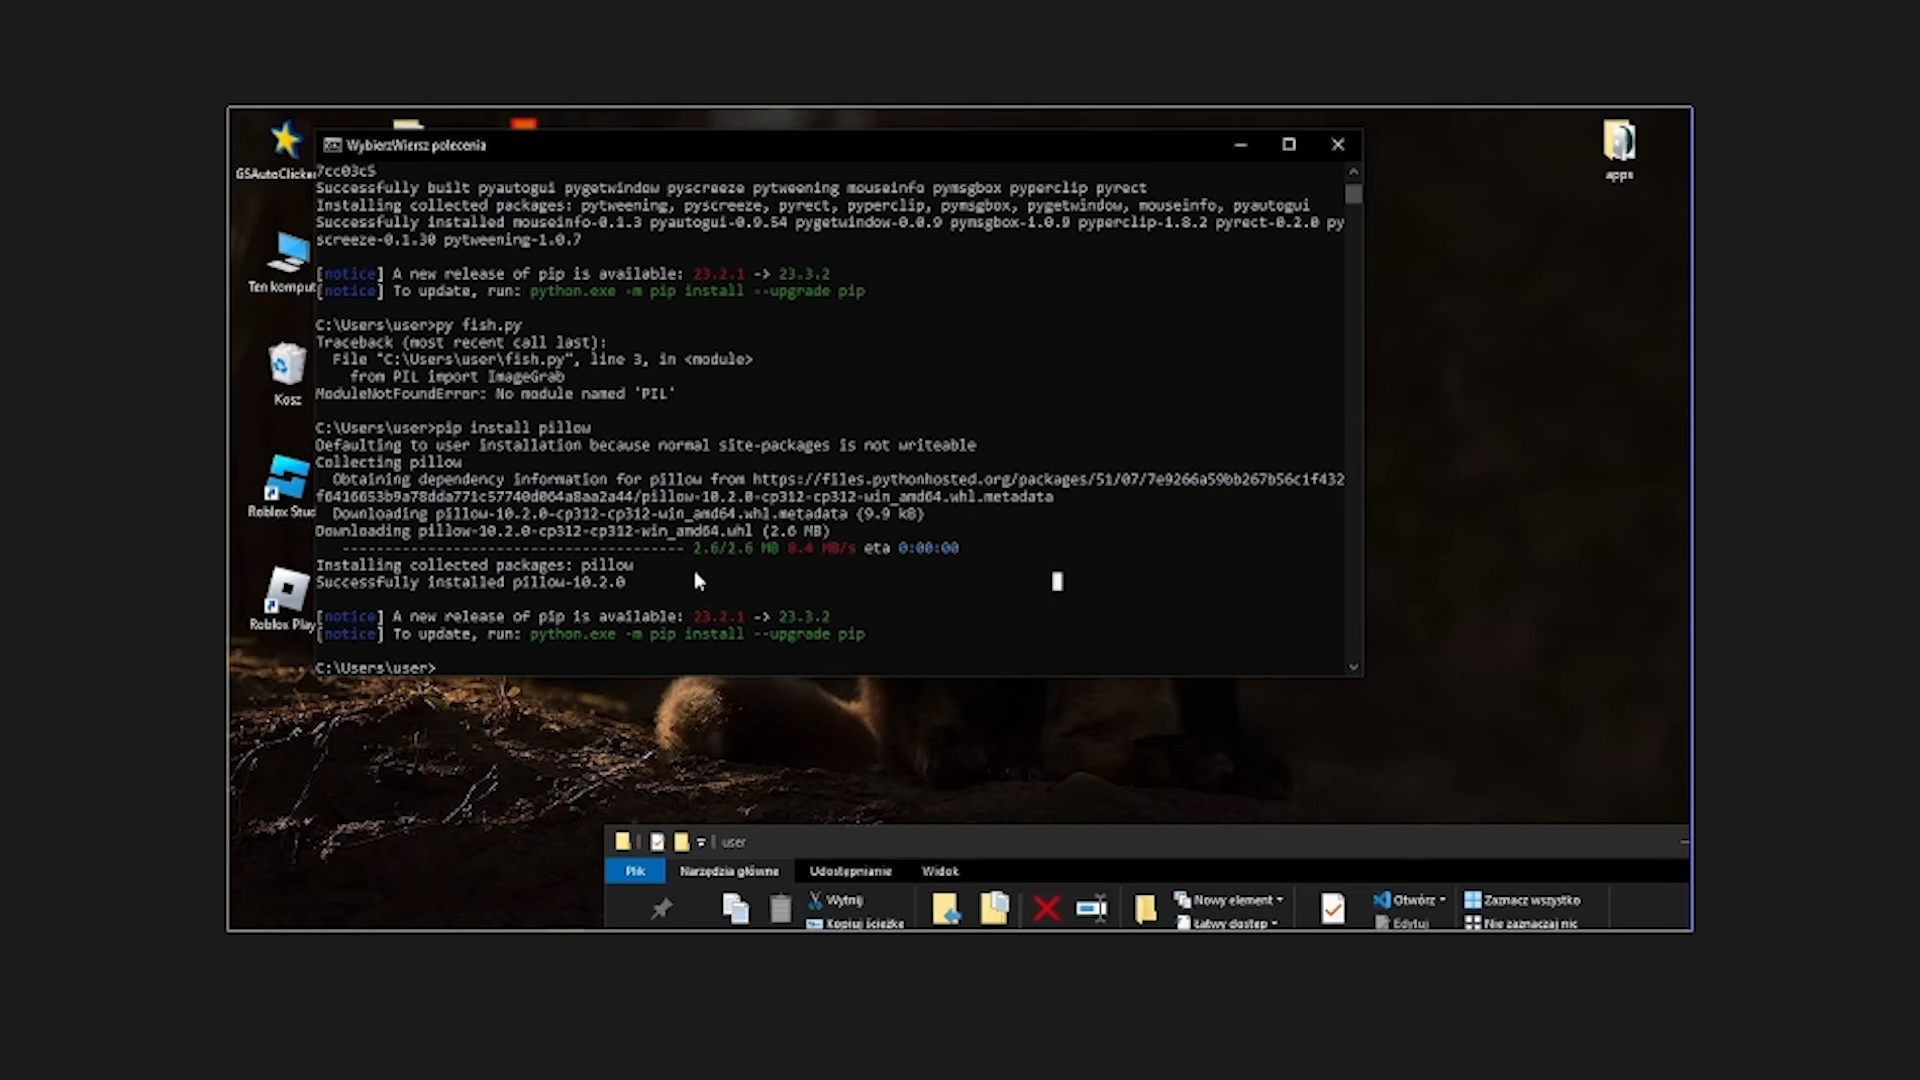 GSAutoClicker
Ten komput
Kosz
Roblox Stud
Roblox Play
apps
WybierzWiersz polecenia
7cc03c5
Successfully built pyautogui pygetwindow pyscreeze pytweening mouseinfo pymsgbox pyperclip pyrect
Installing collected packages: pytweening, pyscreeze, pyrect, pyperclip, pymsgbox, pygetwindow, mouseinfo, pyautogui
Successfully installed mouseinfo-0.1.3 pyautogui-0.9.54 pygetwindow-0.0.9 pymsgbox-1.0.9 pyperclip-1.8.2 pyrect-0.2.0 py
screeze-0.1.30 pytweening-1.0.7
[notice] A new release of pip is available: 23.2.1 -> 23.3.2
[notice] To update, run: python.exe -m pip install --upgrade pip
C:\Users\user>py fish.py
Traceback (most recent call last):
File "C:\Users\user\fish.py", line 3, in <module>
from PIL import ImageGrab
ModuleNotFoundError: No module named 'PIL'
C:\Users\user>pip install pillow
Defaulting to user installation because normal site-packages is not writeable
Collecting pillow
Obtaining dependency information for pillow from https://files.pythonhosted.org/packages/51/07/7e9266a59bb267b56c1f432
f6416653b9a78dda771c57740d064a8aa2a44/pillow-10.2.0-cp312-cp312-win_amd64.whl.metadata
Downloading pillow-10.2.0-cp312-cp312-win_amd64.whl.metadata (9.9 kB)
Downloading pillow-10.2.0-cp312-cp312-win_amd64.whl (2.6 MB)
---------------------------------------- 2.6/2.6 MB 8.4 MB/s eta 0:00:00
Installing collected packages: pillow
Successfully installed pillow-10.2.0
[notice] A new release of pip is available: 23.2.1 -> 23.3.2
[notice] To update, run: python.exe -m pip install --upgrade pip
C:\Users\user>
user
Plik Narzędzia główne Udostępnianie Widok
Wytnij Nowy element Otwórz Zaznacz wszystko
Kopiuj ścieżkę Łatwy dostęp Edytuj Nie zaznaczaj nic